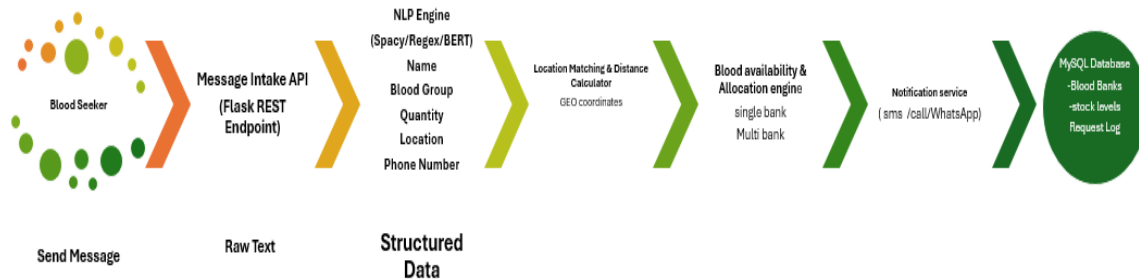 Blood Seeker
Message Intake API
(Flask REST
Endpoint)
NLP Engine
(Spacy/Regex/BERT)
Name
Blood Group
Quantity
Location
Phone Number
Location Matching & Distance
Calculator
GEO coordinates
Blood availability &
Allocation engine
single bank
Multi bank
Notification service
( sms /call/WhatsApp)
MySQL Database
-Blood Banks
-stock levels
Request Log
Send Message
Raw Text
Structured
Data